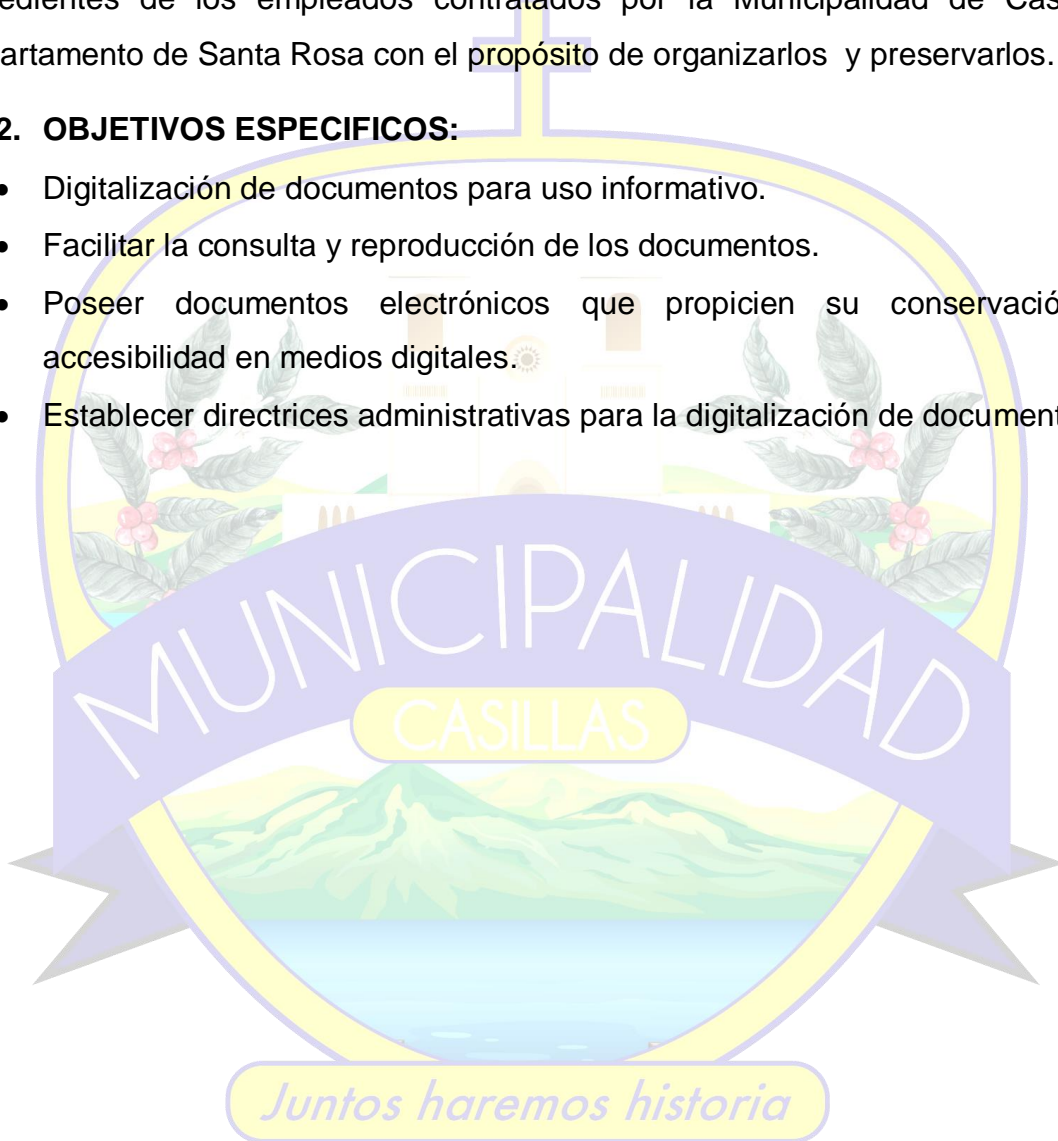 edientes de los empleados contratados por la Municipalidad de Cas
artamento de Santa Rosa con el propósito de organizarlos y preservarlos.
2. OBJETIVOS ESPECIFICOS:
• Digitalización de documentos para uso informativo.
• Facilitar la consulta y reproducción de los documentos.
• Poseer documentos electrónicos que propicien su conservació
accesibilidad en medios digitales.
• Establecer directrices administrativas para la digitalización de document
MUNICIPALIDAD
CASILLAS
Juntos haremos historia